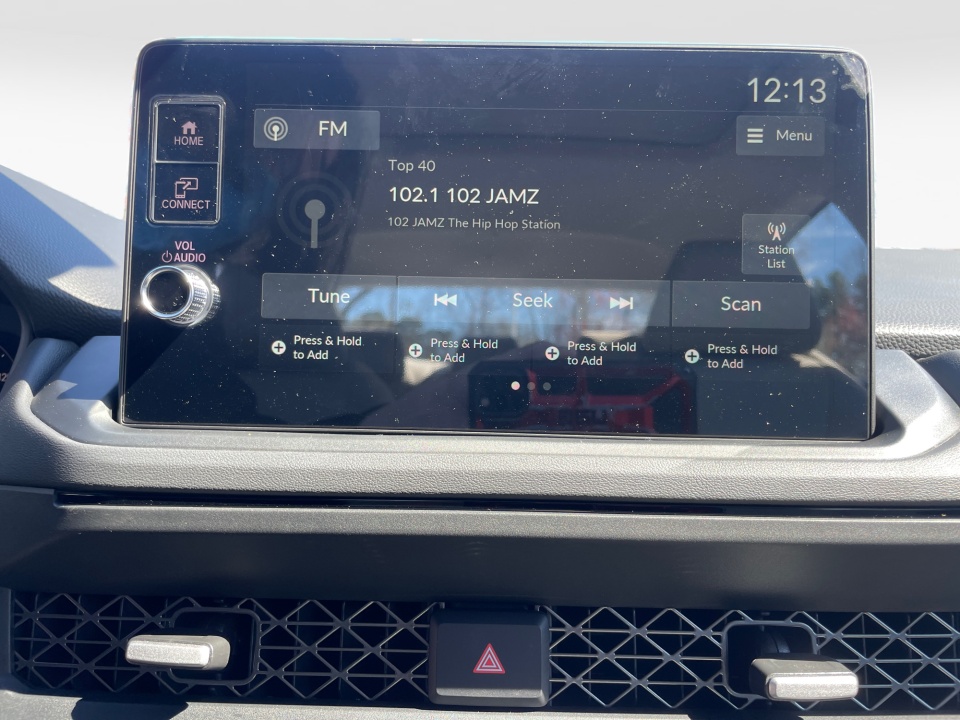 12:13
HOME
FM
Menu
Top 40
102.1 102 JAMZ
CONNECT
102 JAMZ The Hip Hop Station
VOL
AUDIO
Station
List
Tune
Seek
Scan
Press & Hold
to Add
Press & Hold
to Add
Press & Hold
to Add
Press & Hold
to Add